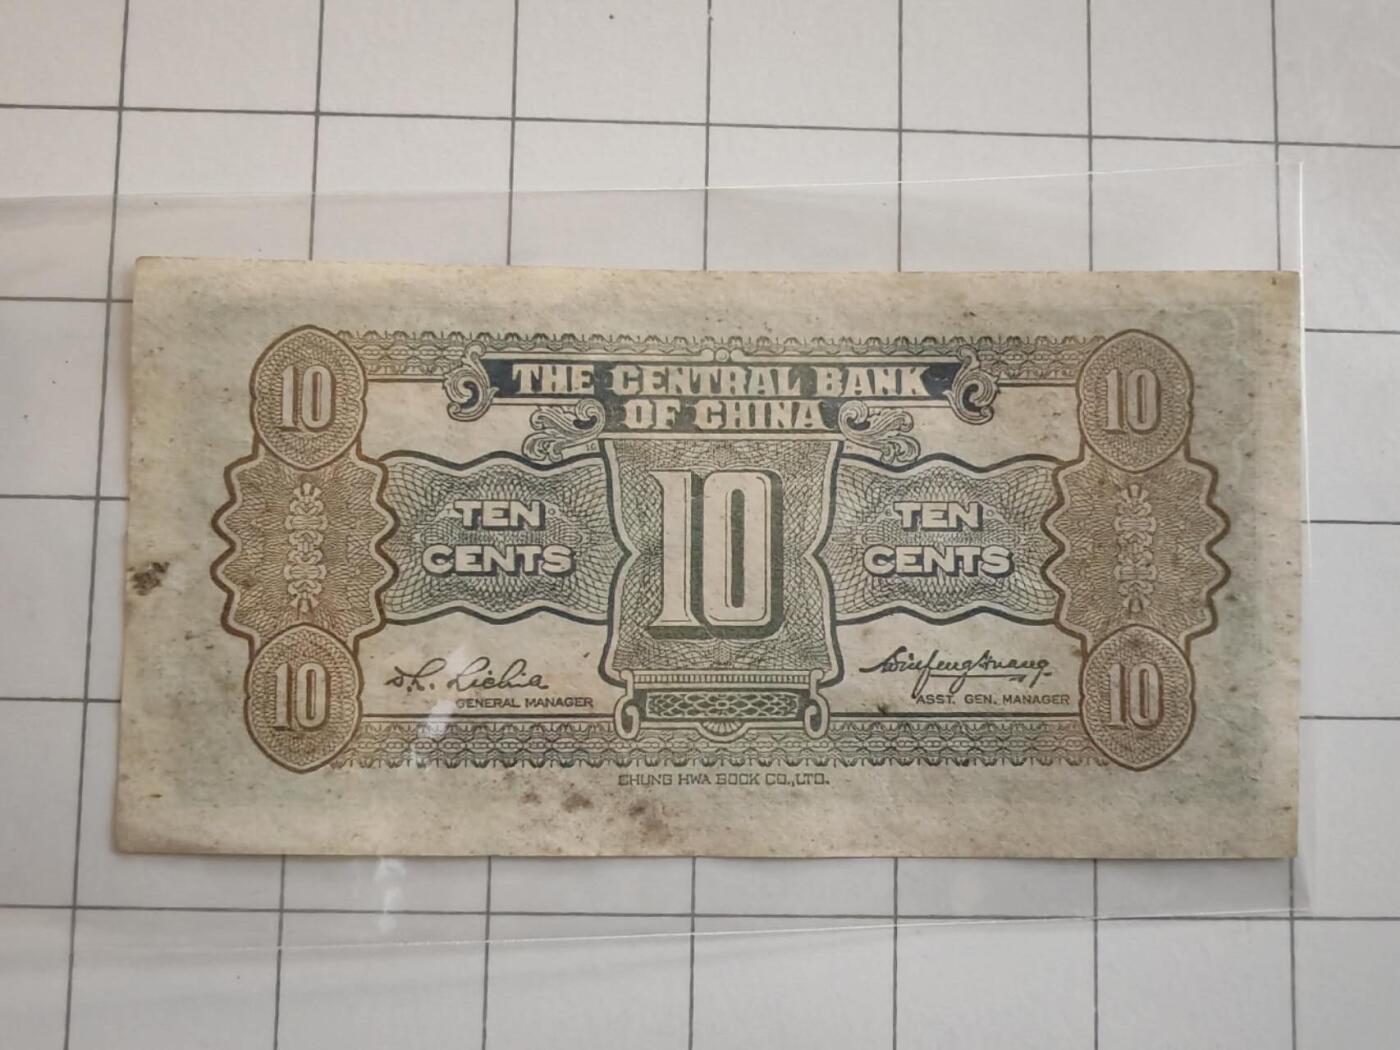 THE CENTRAL BANK
OF CHINA
10
10
10
TEN
CENTS
TEN
CENTS
GENERAL MANAGER
ASST. GEN. MANAGER
10
10
CHUNG HWA BOOK CO., LTD.